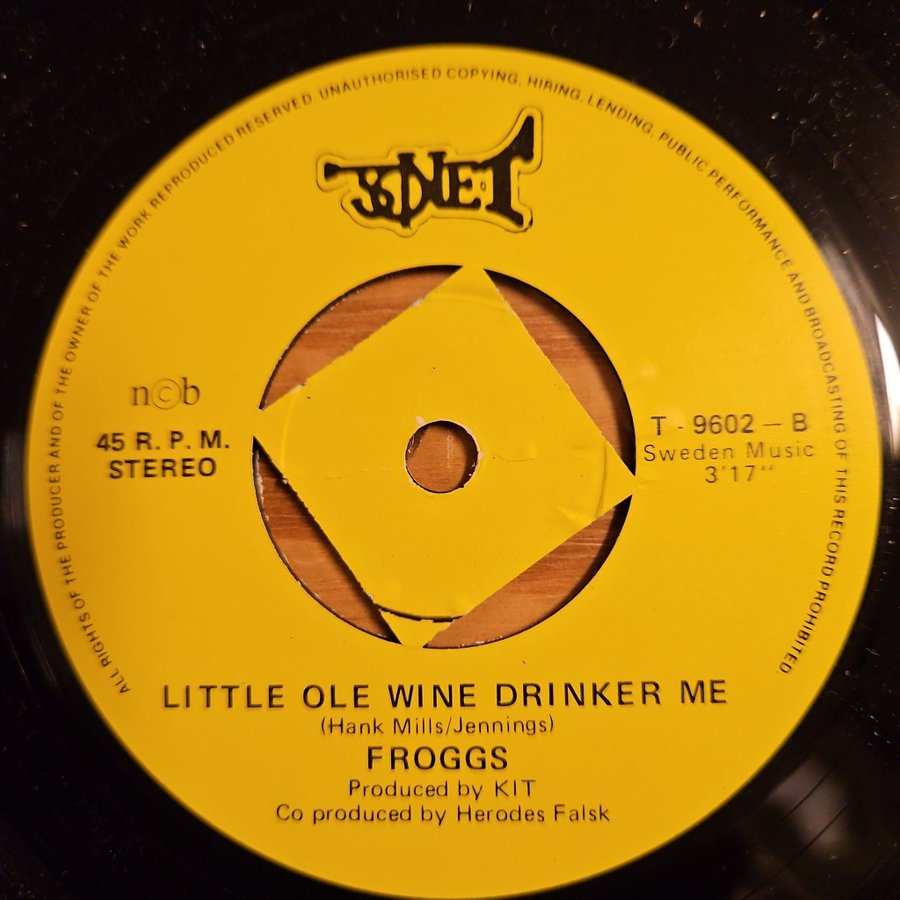 ALL RIGHTS OF THE PRODUCER AND OF THE OWNER OF THE WORK REPRODUCED RESERVED. UNAUTHORISED COPYING, HIRING, LENDING, PUBLIC PERFORMANCE AND BROADCASTING OF THIS RECORD PROHIBITED.
n©b
45 R. P. M.
STEREO
T - 9602 – B
Sweden Music
3'17"
LITTLE OLE WINE DRINKER ME
(Hank Mills/Jennings)
FROGGS
Produced by KIT
Co produced by Herodes Falsk